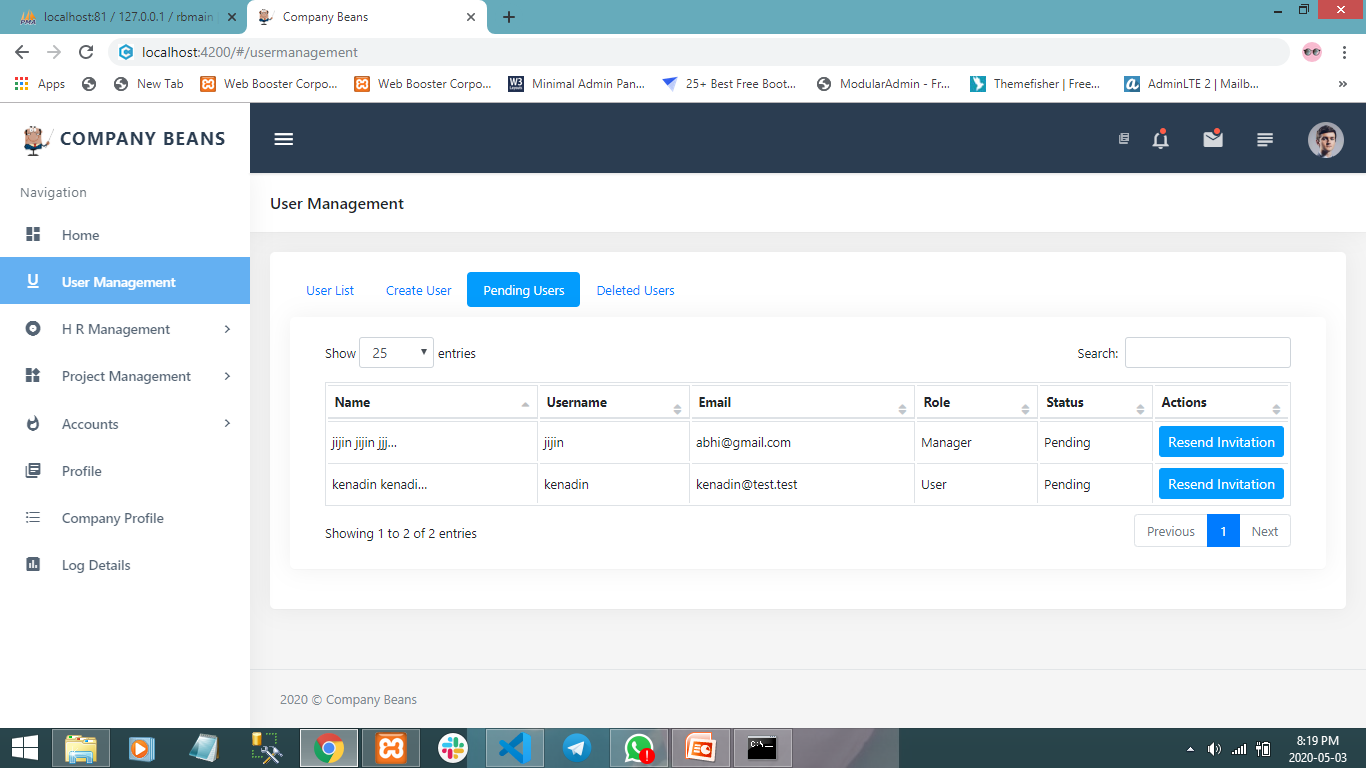 localhost:81 / 127.0.0.1 / rbmain
Company Beans
localhost:4200/#/usermanagement
Apps
New Tab
Web Booster Corpo...
Web Booster Corpo...
Minimal Admin Pan...
25+ Best Free Boot...
ModularAdmin - Fr...
Themefisher | Free...
AdminLTE 2 | Mailb...
COMPANY BEANS
Navigation
Home
User Management
H R Management
Project Management
Accounts
Profile
Company Profile
Log Details
User Management
User List Create User Pending Users Deleted Users
Show 25 entries Search:
Name Username Email Role Status Actions
jijin jijin jjj... jijin abhi@gmail.com Manager Pending Resend Invitation
kenadin kenadi... kenadin kenadin@test.test User Pending Resend Invitation
Showing 1 to 2 of 2 entries Previous 1 Next
2020 © Company Beans
8:19 PM
2020-05-03